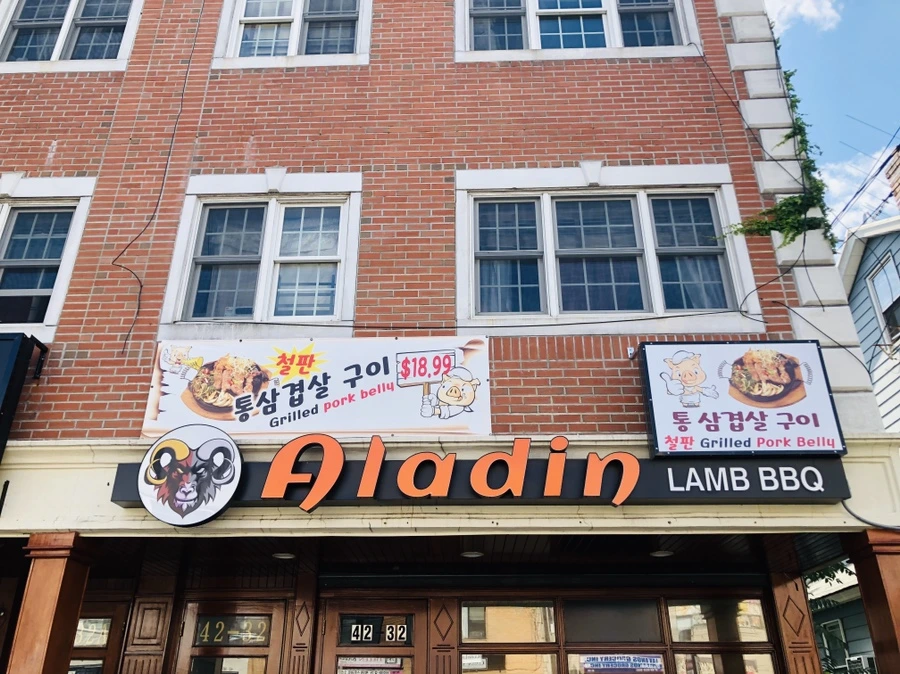 철판
통삼겹살 구이
Grilled pork belly
$18.99
통삼겹살 구이
철판 Grilled Pork Belly
Aladin
LAMB BBQ
42-32
42 32